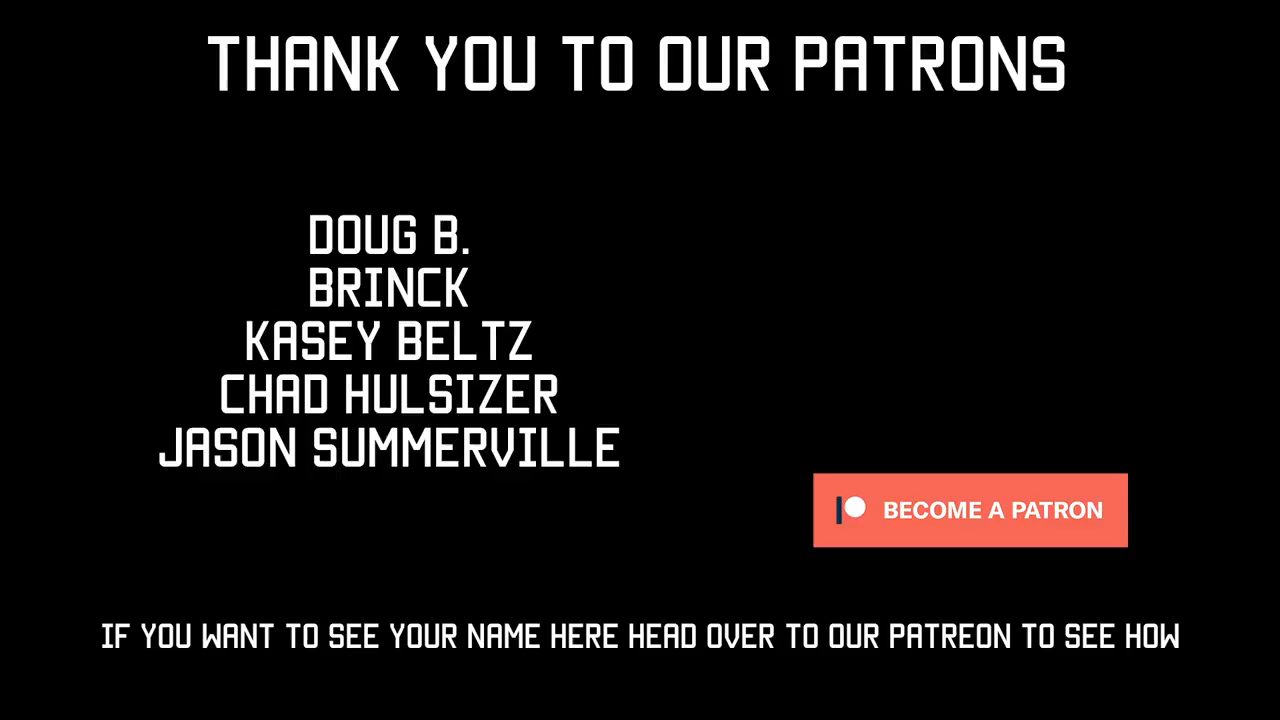 THANK YOU TO OUR PATRONS
DOUG B.
BRINCK
KASEY BELTZ
CHAD HULSIZER
JASON SUMMERVILLE
BECOME A PATRON
IF YOU WANT TO SEE YOUR NAME HERE HEAD OVER TO OUR PATREON TO SEE HOW